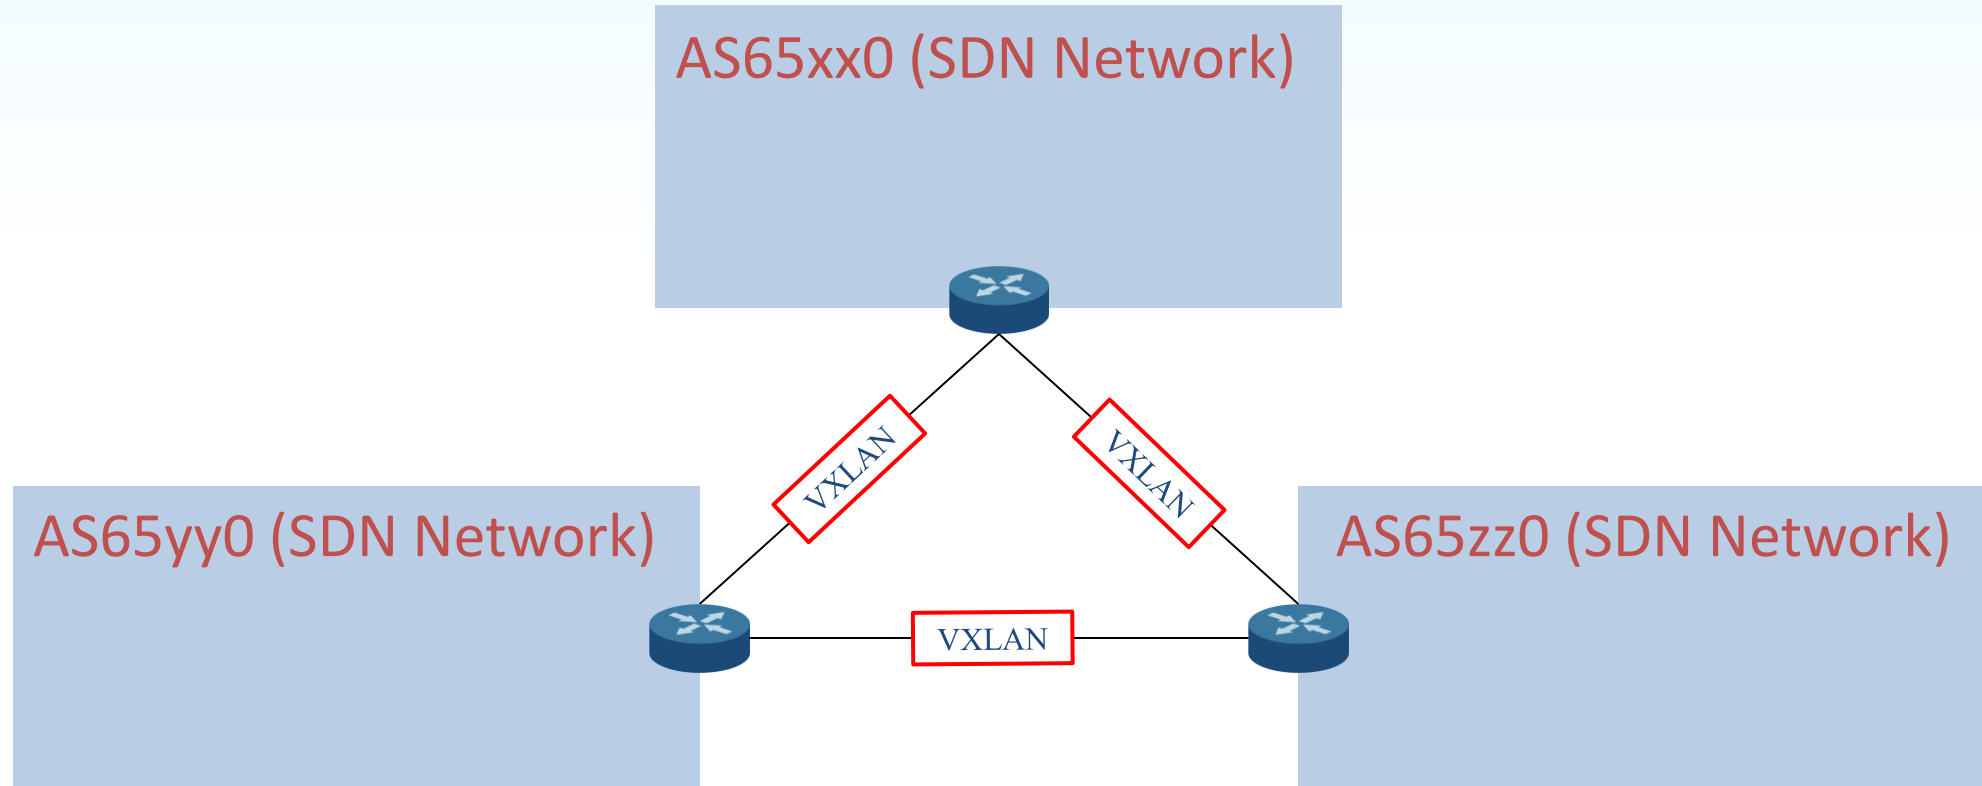 AS65xx0 (SDN Network)
VXLAN
VXLAN
AS65yy0 (SDN Network)
AS65zz0 (SDN Network)
VXLAN